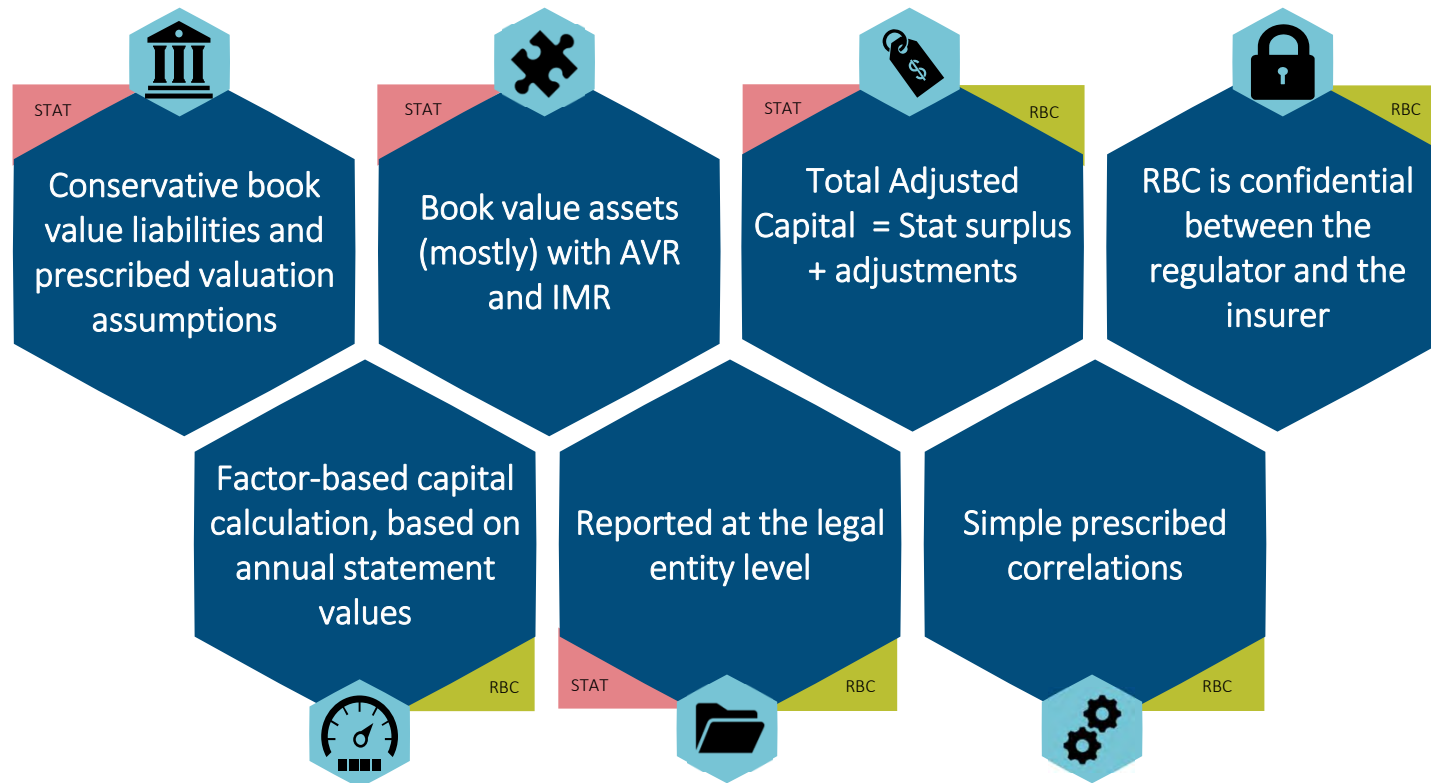 STAT
Conservative book
value liabilities and
prescribed valuation
assumptions
STAT
Book value assets
(mostly) with AVR
and IMR
STAT
RBC
Total Adjusted
Capital  = Stat surplus
+ adjustments
$
RBC
RBC is confidential
between the
regulator and the
insurer
Factor-based capital
calculation, based on
annual statement
values
RBC
Reported at the legal
entity level
STAT
RBC
Simple prescribed
correlations
RBC